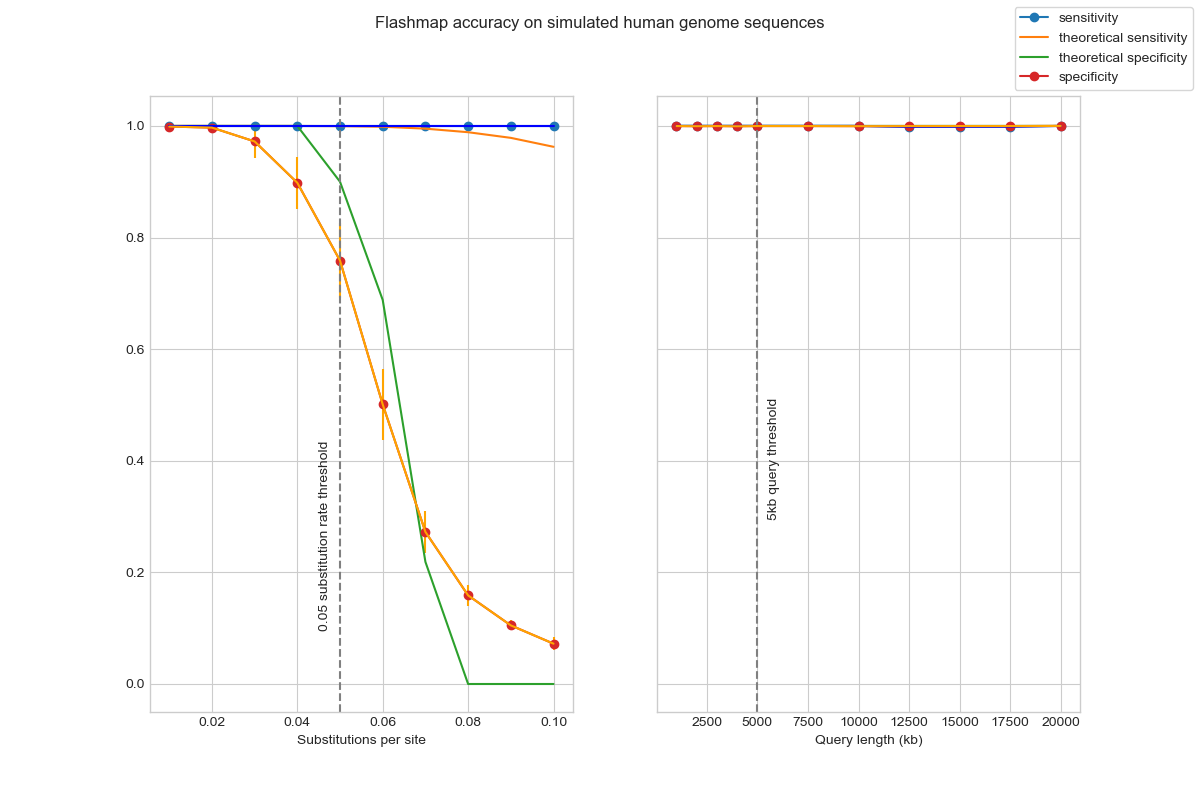 Flashmap accuracy on simulated human genome sequences
sensitivity
theoretical sensitivity
theoretical specificity
specificity
1.0
0.8
0.6
0.4
0.2
0.0
0.05 substitution rate threshold
0.02
0.04
0.06
0.08
0.10
Substitutions per site
5kb query threshold
2500
5000
7500
10000
12500
15000
17500
20000
Query length (kb)